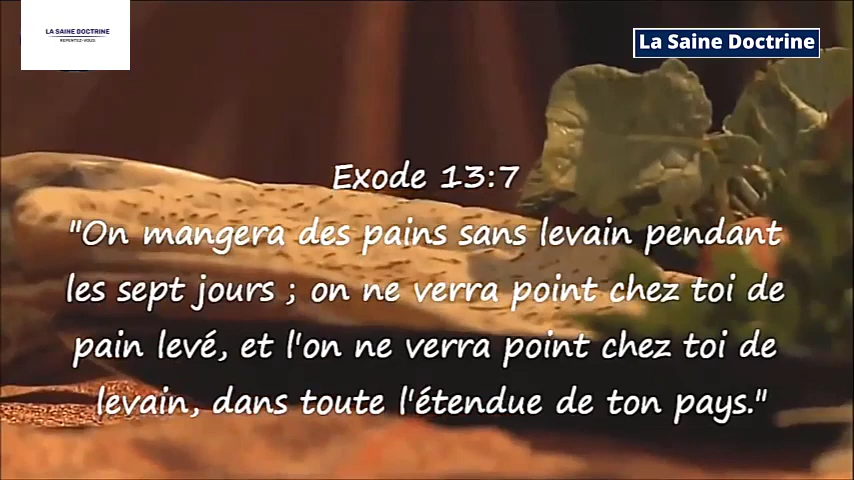 LA SAINE DOCTRINE
REPENTEZ-VOUS
La Saine Doctrine
Exode 13:7
"On mangera des pains sans levain pendant
les sept jours ; on ne verra point chez toi de
pain levé, et l'on ne verra point chez toi de
levain, dans toute l'étendue de ton pays."